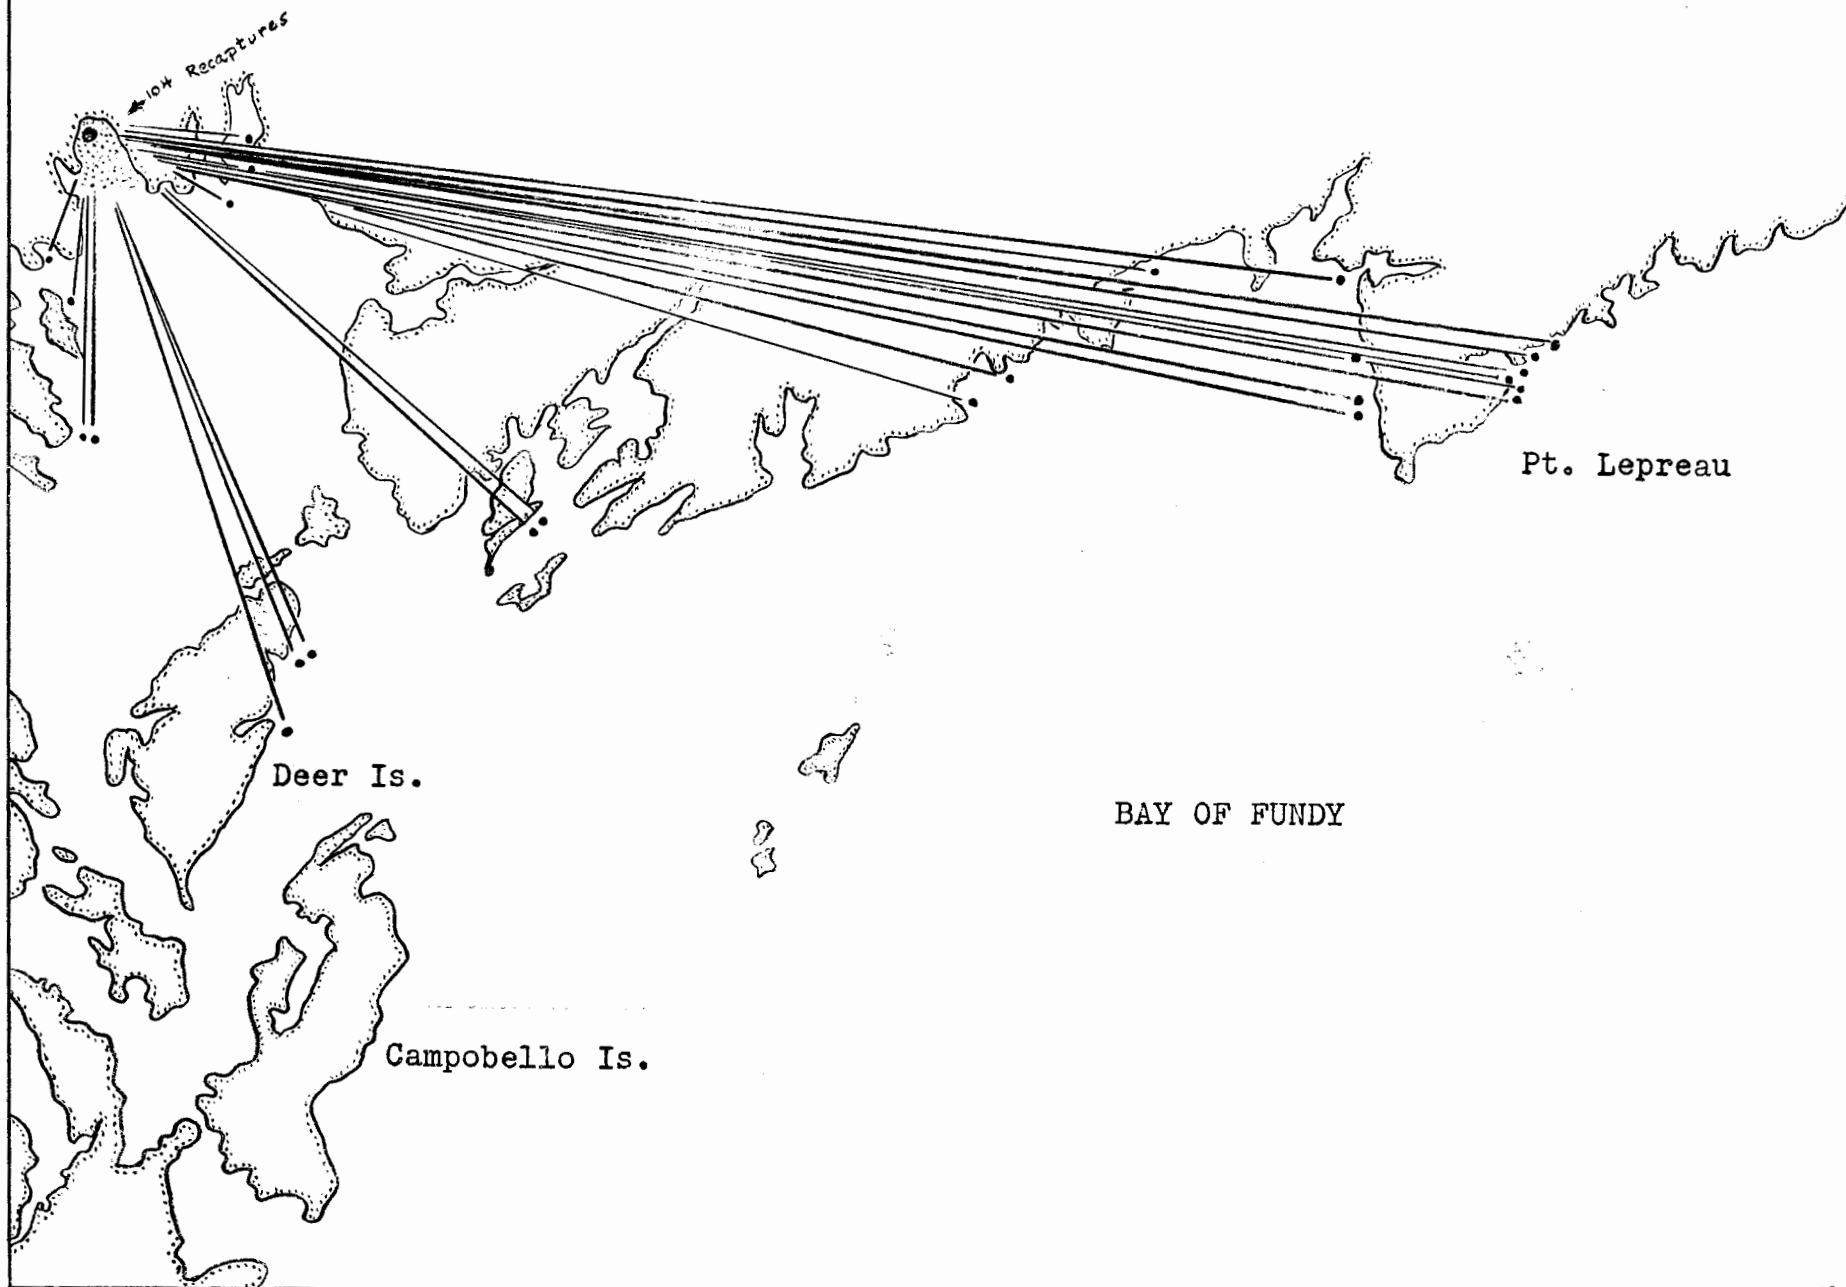 104 Recaptures
Pt. Lepreau
Deer Is.
BAY OF FUNDY
Campobello Is.